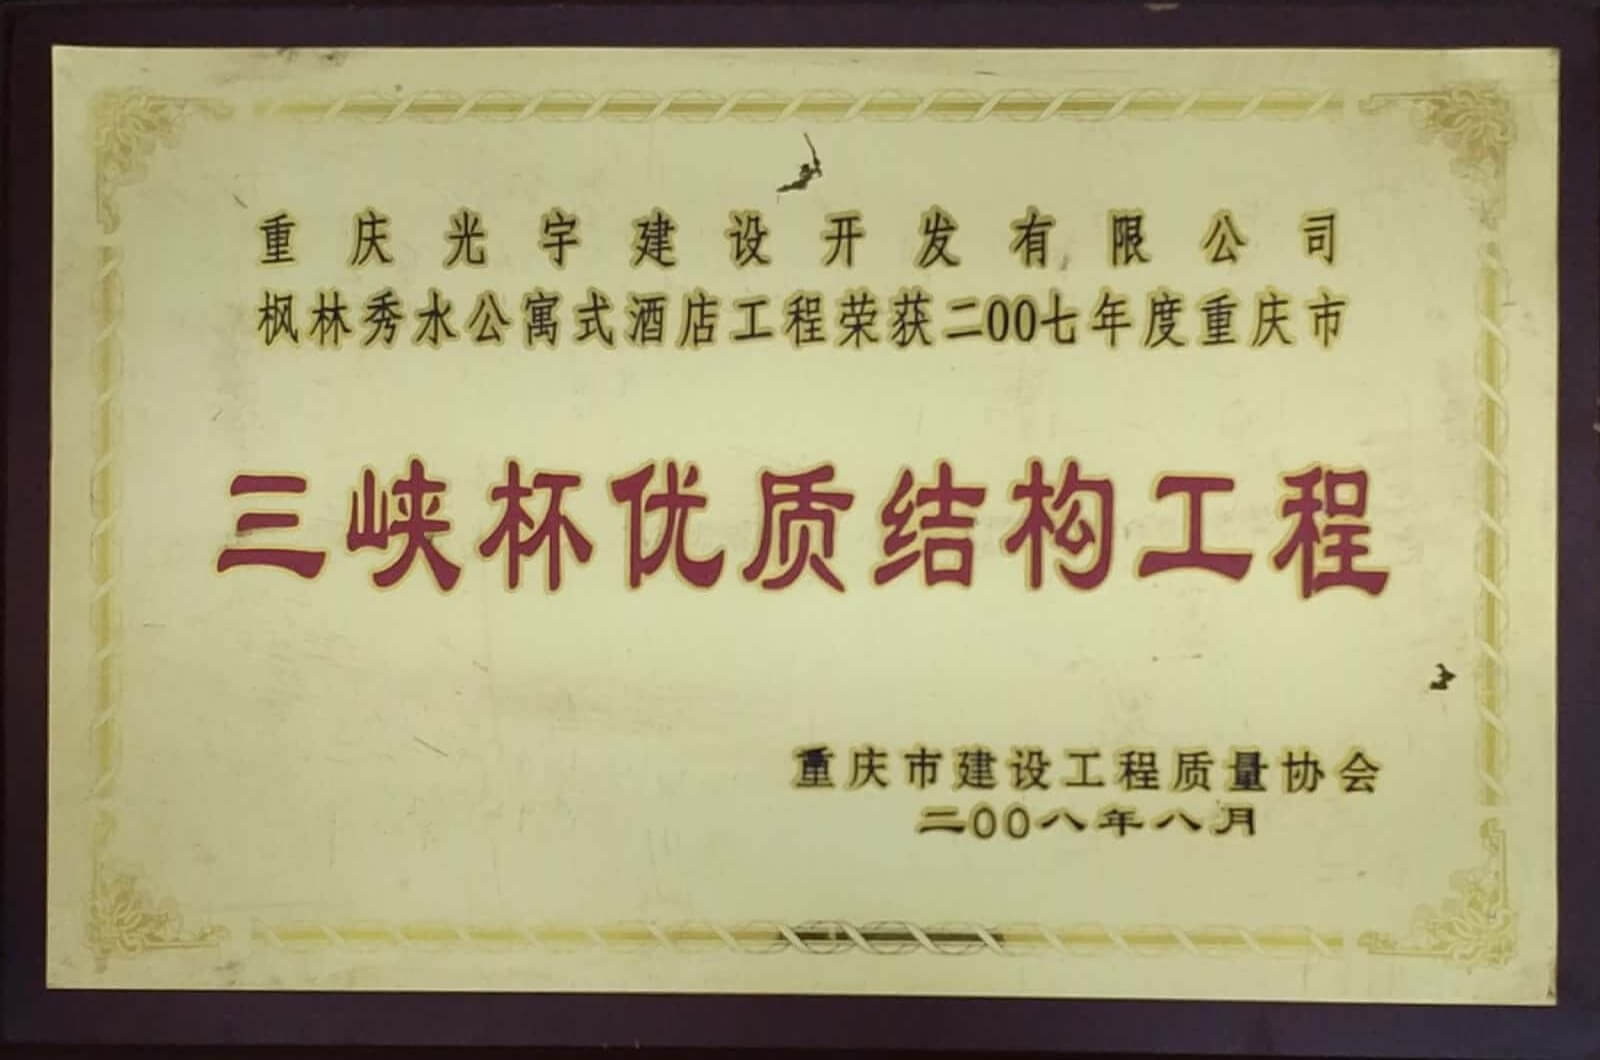 重庆光宇建设开发有限公司
枫林秀水公寓式酒店工程荣获二00七年度重庆市
三峡杯优质结构工程
重庆市建设工程质量协会
二00八年八月